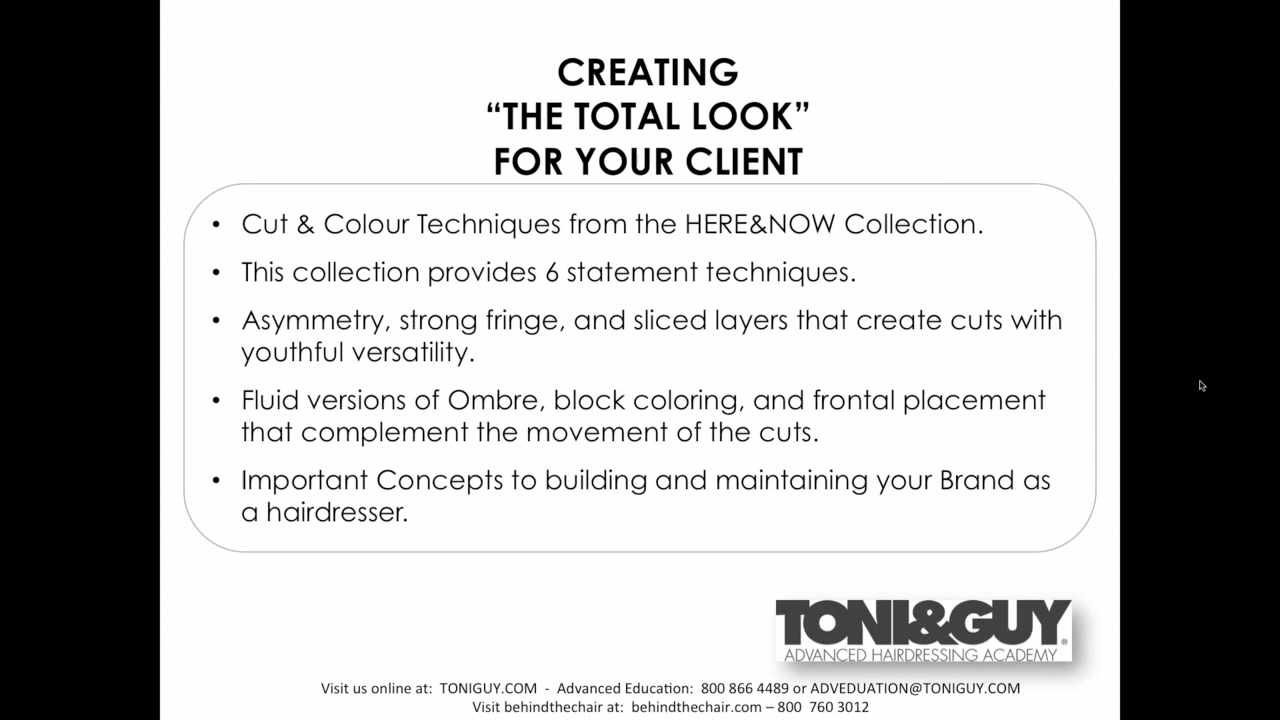 CREATING
“THE TOTAL LOOK”
FOR YOUR CLIENT
• Cut & Colour Techniques from the HERE&NOW Collection.
• This collection provides 6 statement techniques.
• Asymmetry, strong fringe, and sliced layers that create cuts with
youthful versatility.
• Fluid versions of Ombre, block coloring, and frontal placement
that complement the movement of the cuts.
• Important Concepts to building and maintaining your Brand as
a hairdresser.
TONI&GUY®
ADVANCED HAIRDRESSING ACADEMY
Visit us online at: TONIGUY.COM - Advanced Education: 800 866 4489 or ADVEDUATION@TONIGUY.COM
Visit behindthechair at: behindthechair.com – 800 760 3012